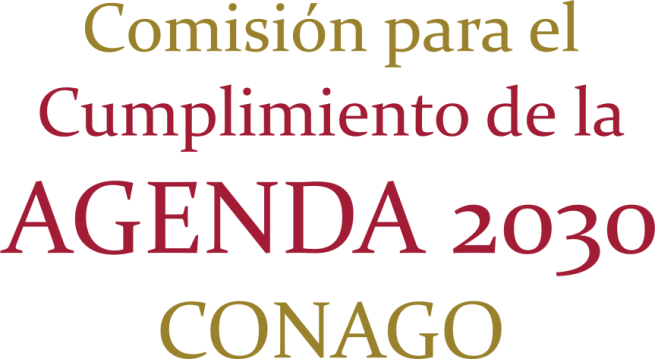 Comisión para el
Cumplimiento de la
AGENDA 2030
CONAGO